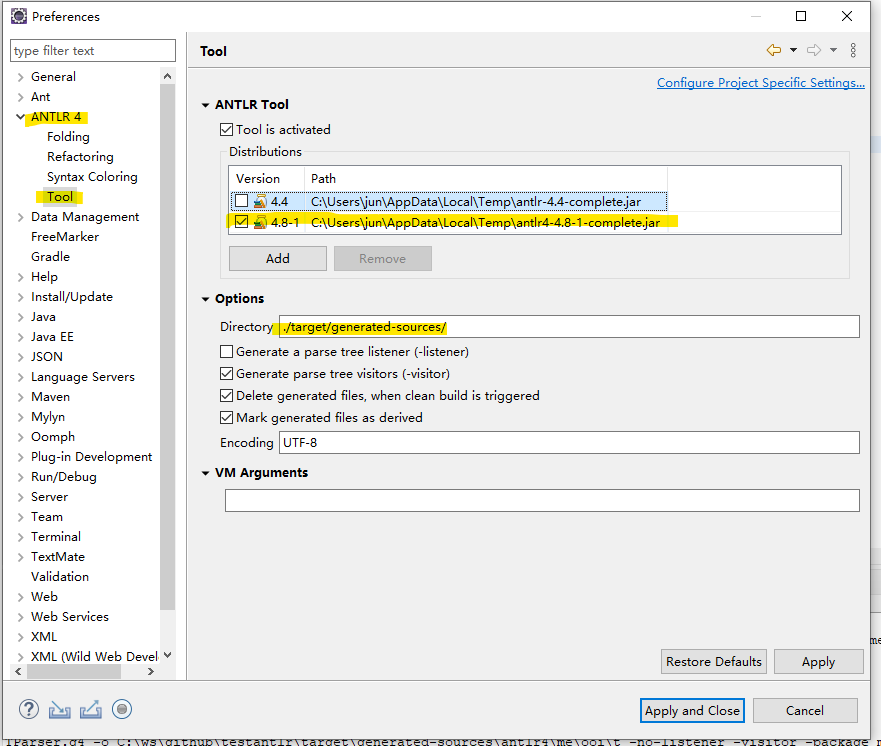 Preferences
type filter text
General
Ant
ANTLR 4
Folding
Refactoring
Syntax Coloring
Tool
Data Management
FreeMarker
Gradle
Help
Install/Update
Java
Java EE
JSON
Language Servers
Maven
Mylyn
Oomph
Plug-in Development
Run/Debug
Server
Team
Terminal
TextMate
Validation
Web
Web Services
XML
XML (Wild Web Devel
Tool
Configure Project Specific Settings...
ANTLR Tool
Tool is activated
Distributions
Version Path
4.4 C:\Users\jun\AppData\Local\Temp\antlr-4.4-complete.jar
4.8-1 C:\Users\jun\AppData\Local\Temp\antlr4-4.8-1-complete.jar
Add Remove
Options
Directory ./target/generated-sources/
Generate a parse tree listener (-listener)
Generate parse tree visitors (-visitor)
Delete generated files, when clean build is triggered
Mark generated files as derived
Encoding UTF-8
VM Arguments
Restore Defaults Apply
Apply and Close Cancel
me
TParser.g4 -o C:\ws\github\testantlr\target\generated-sources\antlr4\me\ooi\t -no-listener -visitor -package m